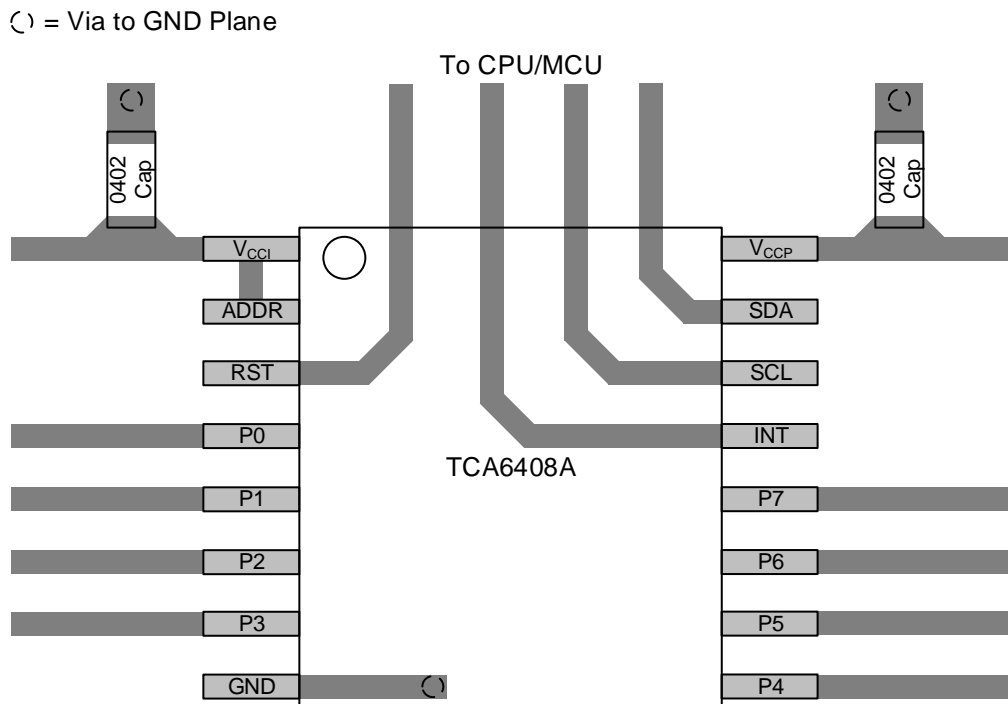 = Via to GND Plane
To CPU/MCU
0402
Cap
0402
Cap
VCCI
VCCP
ADDR
SDA
RST
SCL
P0
INT
TCA6408A
P1
P7
P2
P6
P3
P5
GND
P4